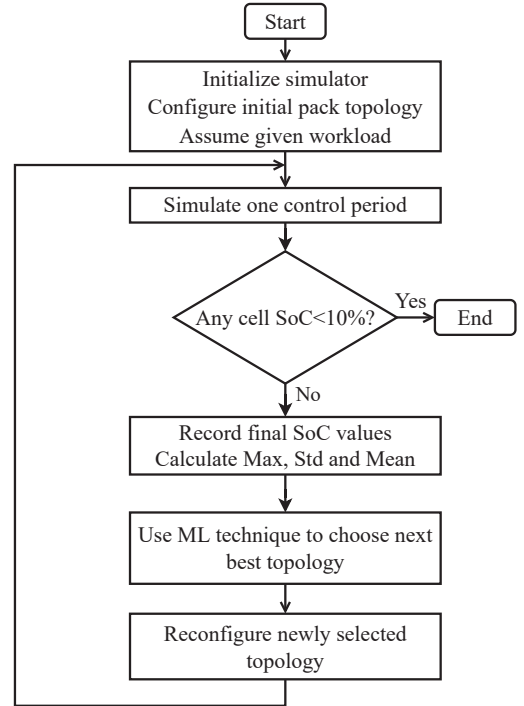 Start
Initialize simulator
Configure initial pack topology
Assume given workload
Simulate one control period
Any cell SoC<10%?
Yes
End
No
Record final SoC values
Calculate Max, Std and Mean
Use ML technique to choose next
best topology
Reconfigure newly selected
topology